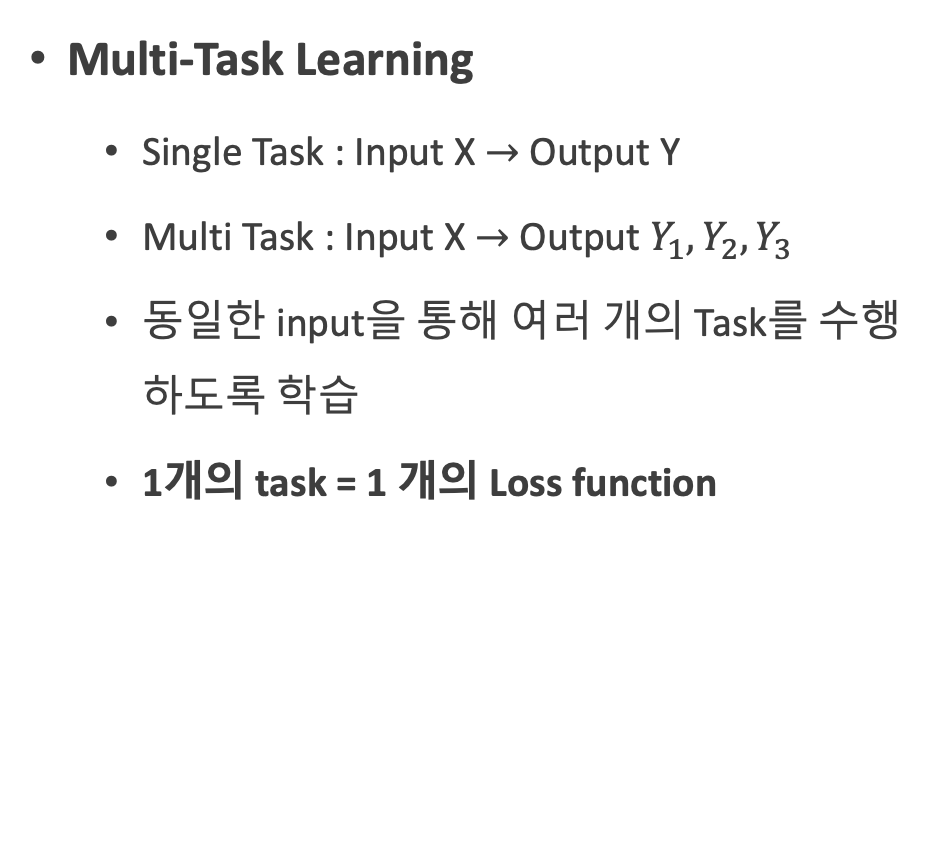 • Multi-Task Learning
• Single Task : Input X → Output Y
• Multi Task : Input X → Output Y₁, Y₂, Y₃
• 동일한 input을 통해 여러 개의 Task를 수행
하도록 학습
• 1개의 task = 1 개의 Loss function